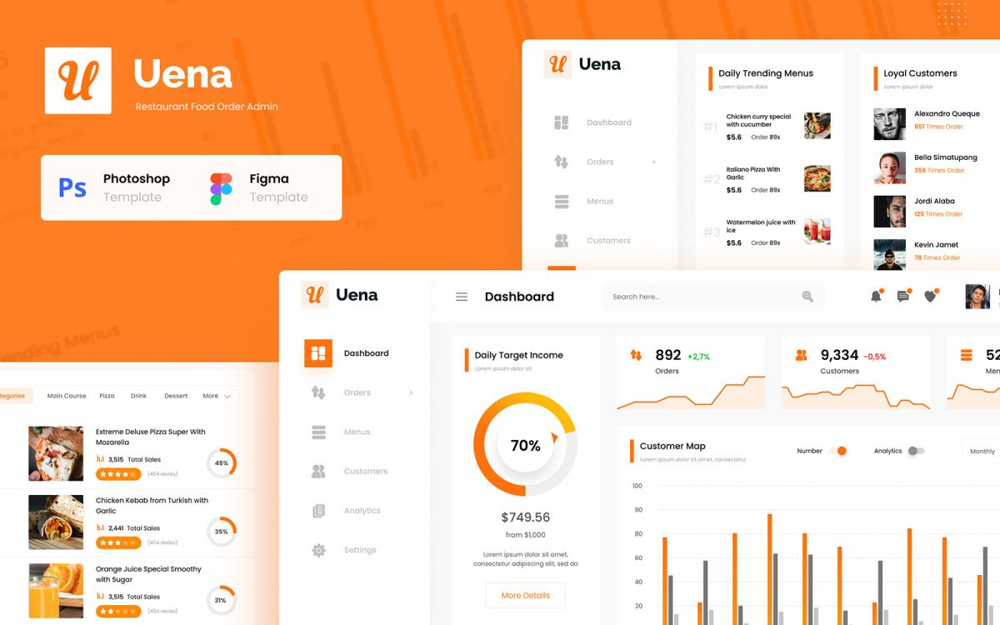 U
Uena
Restaurant Food Order Admin
Ps
Photoshop
Template
Figma
Template
U Uena
Dashboard
Orders
Menus
Customers
Daily Trending Menus
Lorem ipsum dolor
#1
Chicken curry special
with cucumber
$5.6 Order 89x
#2
Italiano Pizza With
Garlic
$5.6 Order 89x
#3
Watermelon juice with
ice
$5.6 Order 89x
Loyal Customers
Lorem ipsum dolor
Alexandro Queque
651 Times Order
Bella Simatupang
356 Times Order
Jordi Alaba
125 Times Order
Kevin Jamet
78 Times Order
tegories Main Course Pizza Drink Dessert More
Extreme Deluxe Pizza Super With
Mozarella
3,515 Total Sales
(454 revies)
45%
Chicken Kebab from Turkish with
Garlic
2,441 Total Sales
(454 revies)
35%
Orange Juice Special Smoothy
with Sugar
3,515 Total Sales
(454 revies)
21%
U Uena
Dashboard
Orders
Menus
Customers
Analytics
Settings
Dashboard
Search here...
Daily Target Income
Lorem ipsum dolor sit
70%
$749.56
from $1,000
Lorem ipsum dolor sit amet,
consectetur adipiscing elit, sed do
More Details
892 +2,7%
Orders
9,334 -0,5%
Customers
52
Men
Customer Map
Lorem ipsum dolor sit amet, consectetur
Number
Analytics
Monthly
100
90
80
60
40
20